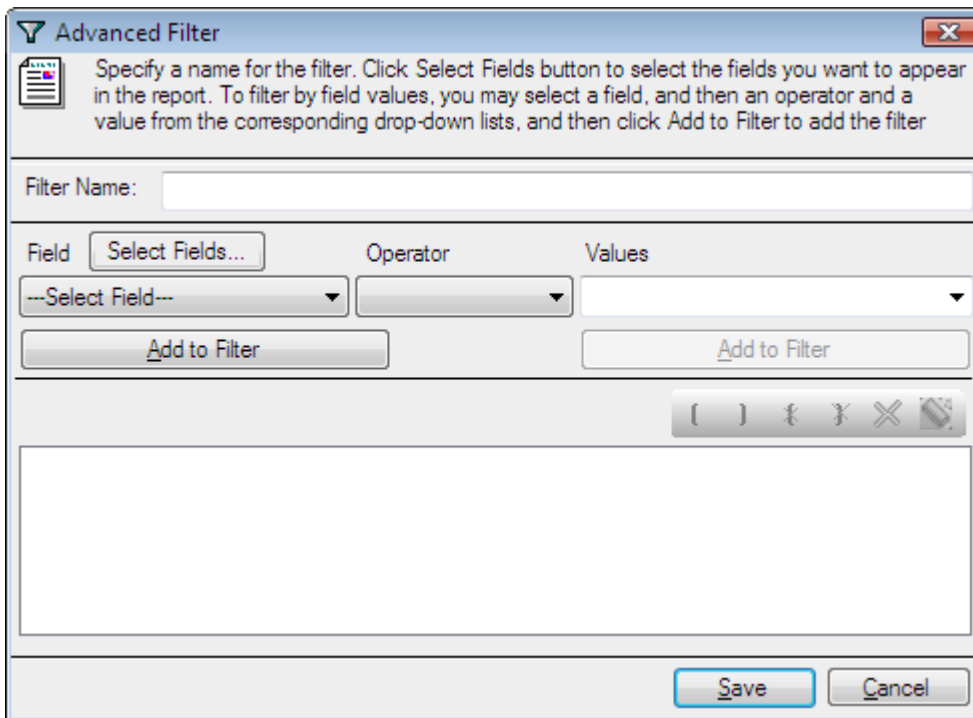 Advanced Filter
Specify a name for the filter. Click Select Fields button to select the fields you want to appear
in the report. To filter by field values, you may select a field, and then an operator and a
value from the corresponding drop-down lists, and then click Add to Filter to add the filter
Filter Name:
Field Select Fields... Operator Values
---Select Field---
Add to Filter Add to Filter
( ) { }
Save Cancel